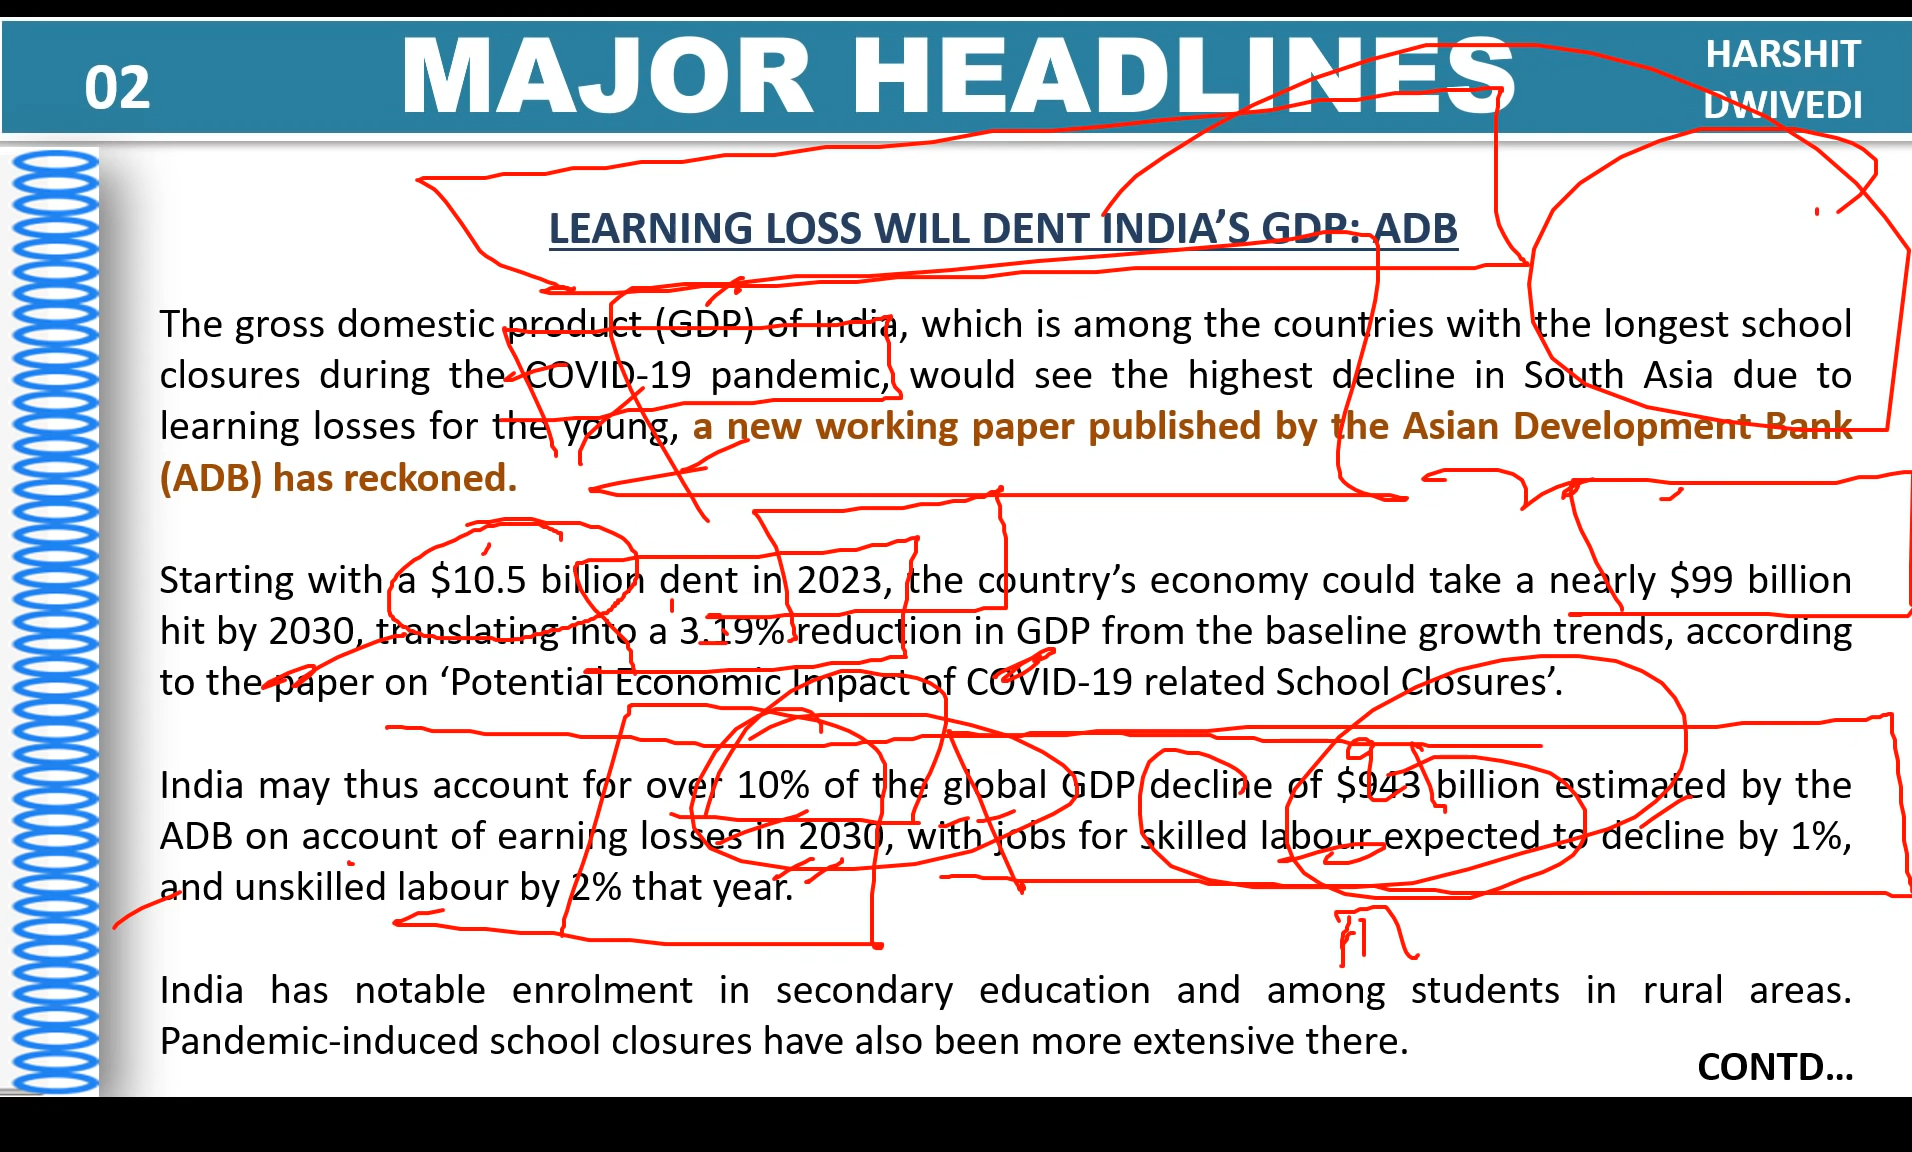 02
MAJOR HEADLINES
HARSHIT
DWIVEDI
LEARNING LOSS WILL DENT INDIA’S GDP: ADB
The gross domestic product (GDP) of India, which is among the countries with the longest school
closures during the COVID-19 pandemic, would see the highest decline in South Asia due to
learning losses for the young, a new working paper published by the Asian Development Bank
(ADB) has reckoned.
Starting with a $10.5 billion dent in 2023, the country’s economy could take a nearly $99 billion
hit by 2030, translating into a 3.19% reduction in GDP from the baseline growth trends, according
to the paper on ‘Potential Economic Impact of COVID-19 related School Closures’.
India may thus account for over 10% of the global GDP decline of $943 billion estimated by the
ADB on account of earning losses in 2030, with jobs for skilled labour expected to decline by 1%,
and unskilled labour by 2% that year.
India has notable enrolment in secondary education and among students in rural areas.
Pandemic-induced school closures have also been more extensive there.
CONTD...